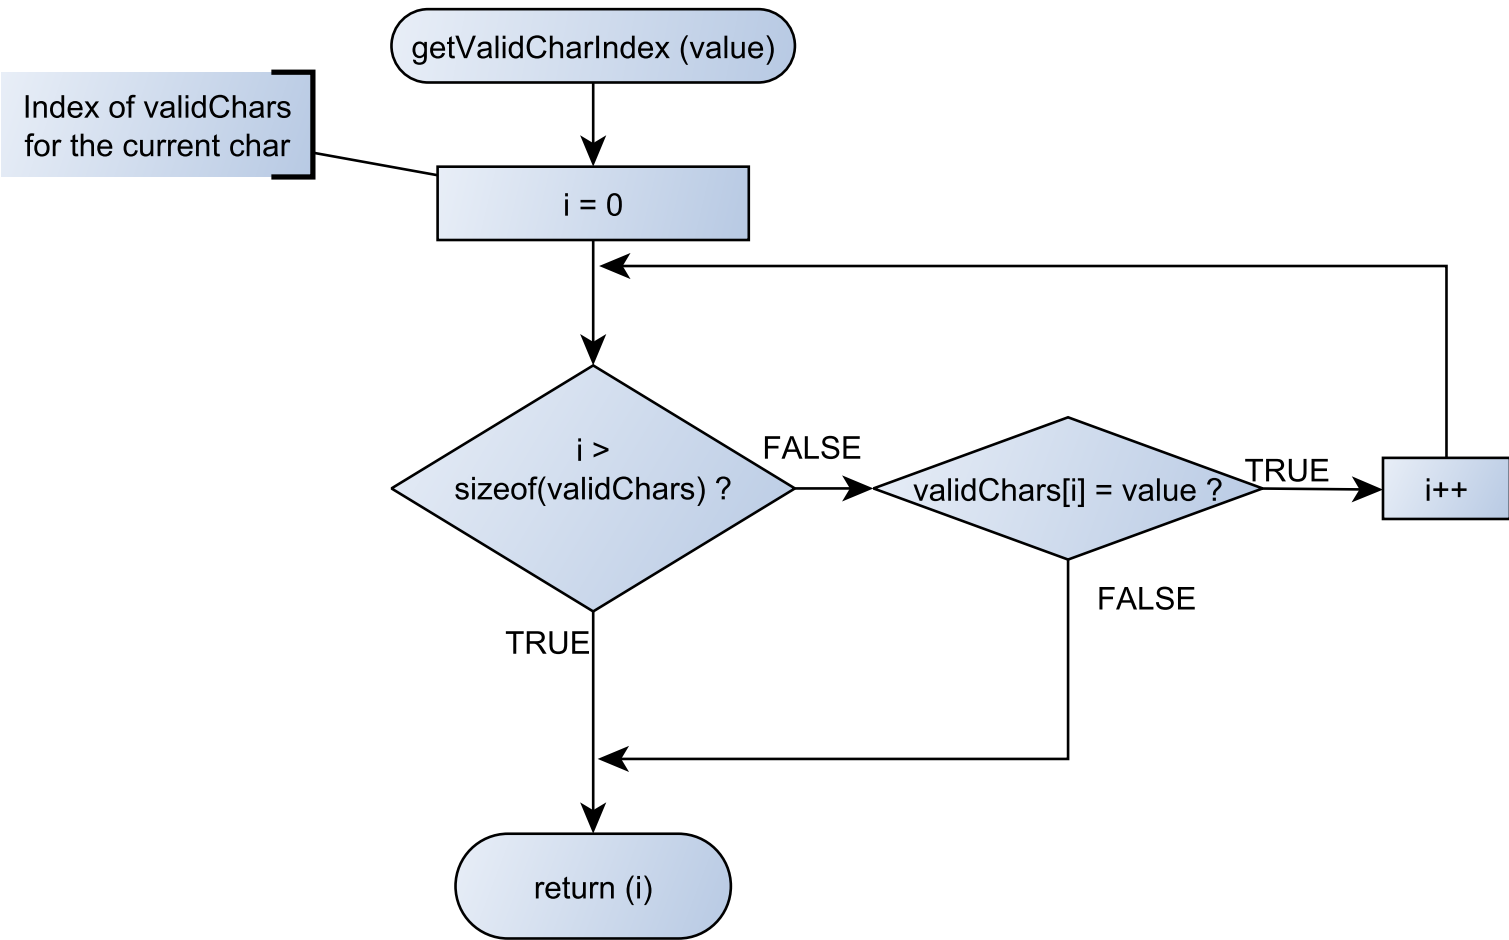 getValidCharIndex (value)
Index of validChars
for the current char
i = 0
i >
sizeof(validChars) ?
FALSE
validChars[i] = value ?
TRUE
i++
FALSE
TRUE
return (i)